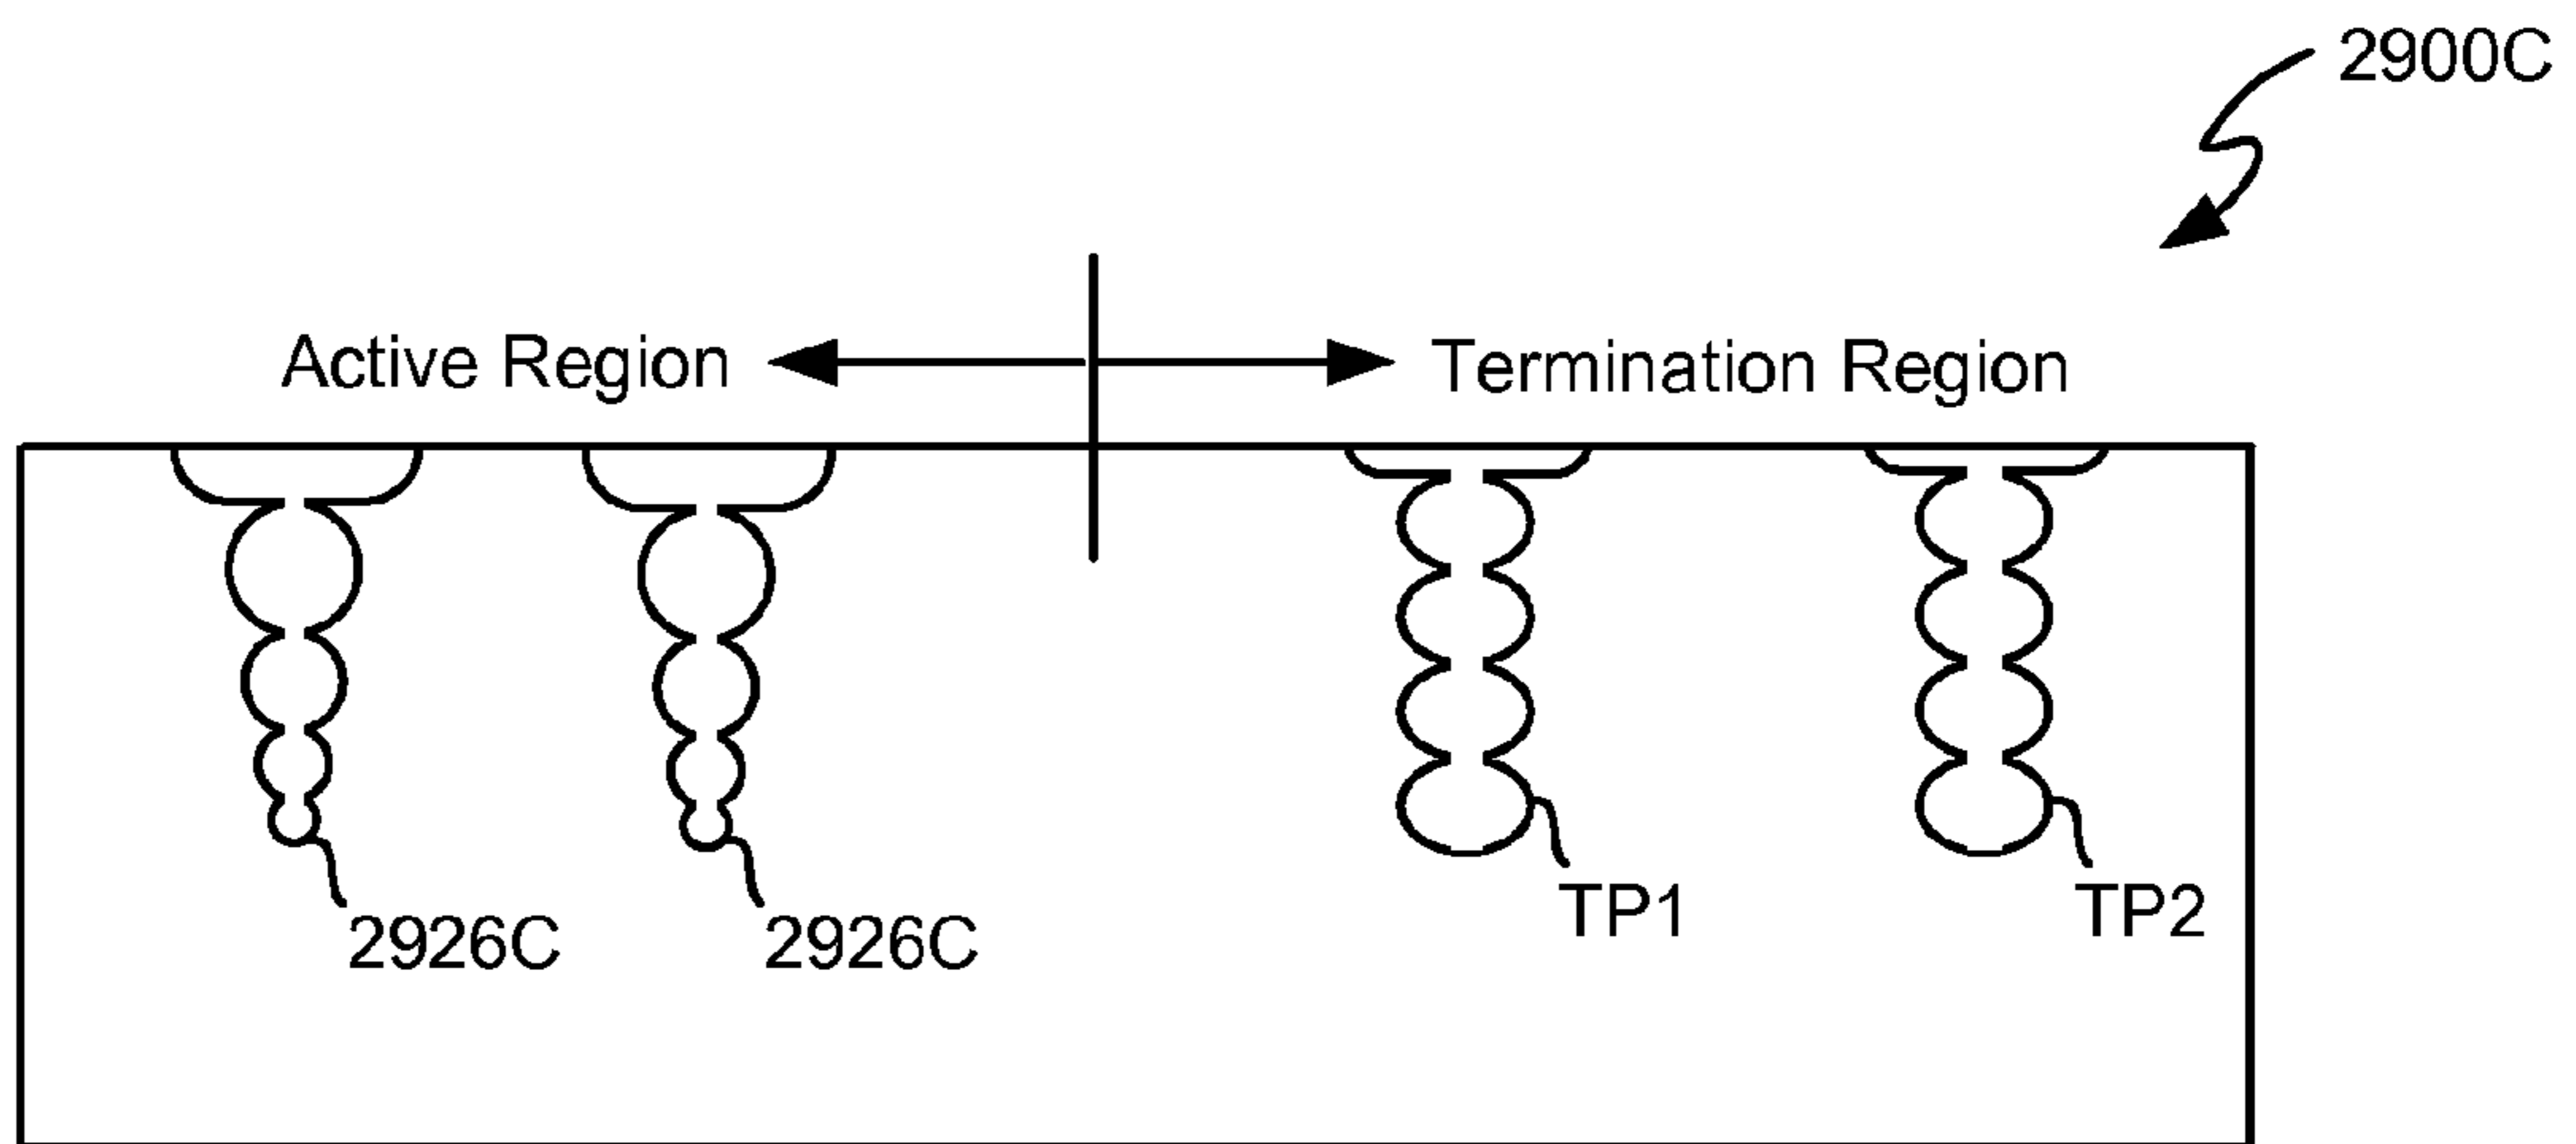 2900C
Active Region
Termination Region
2926C
2926C
TP1
TP2